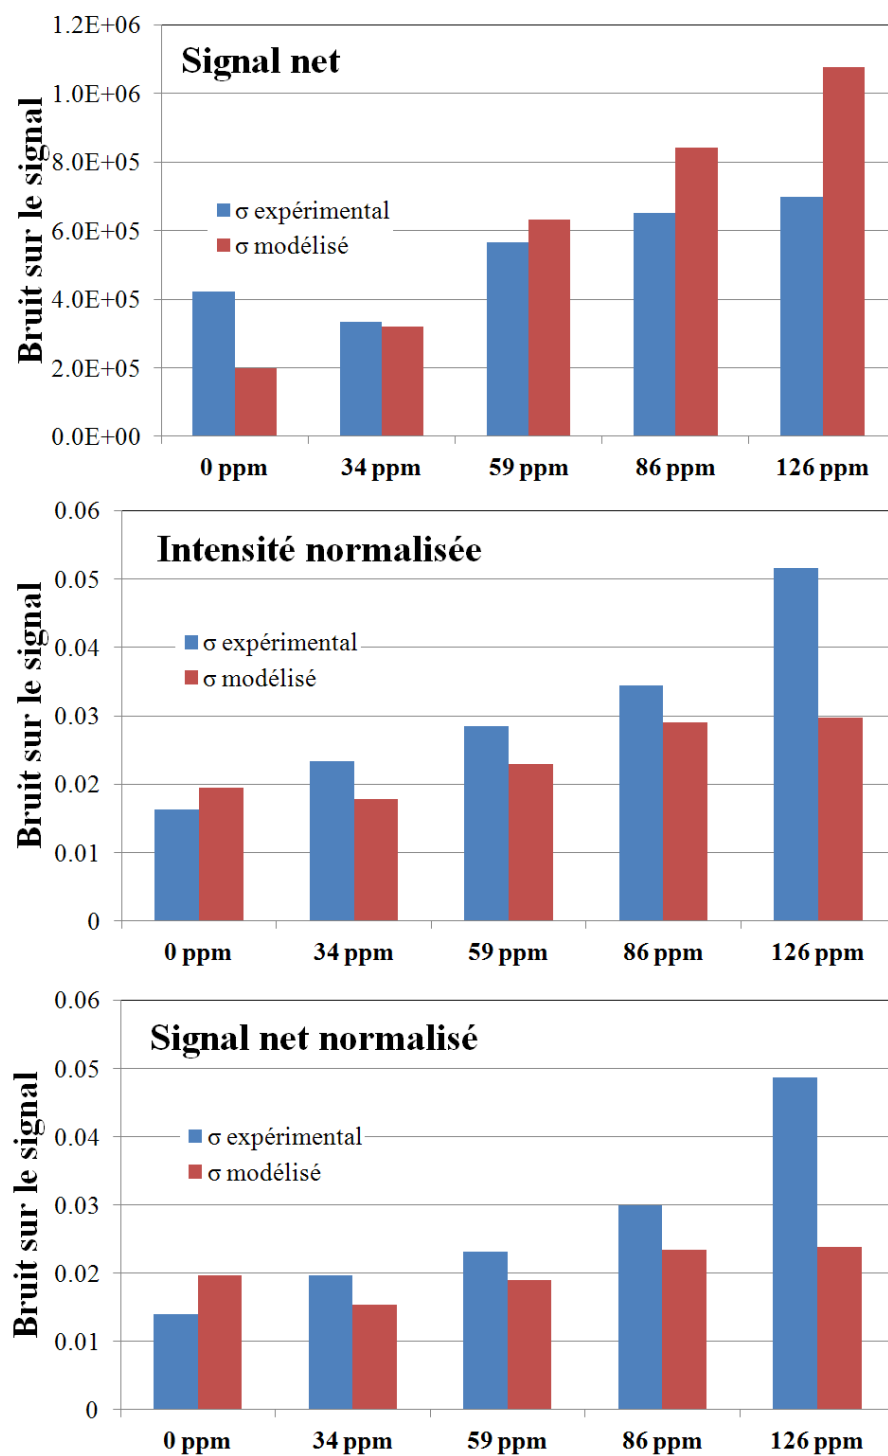 1.2E+06
Signal net
1.0E+06
8.0E+05
σ expérimental
6.0E+05
σ modélisé
4.0E+05
2.0E+05
0.0E+00
Bruit sur le signal
0 ppm 34 ppm 59 ppm 86 ppm 126 ppm
0.06
Intensité normalisée
0.05
σ expérimental
0.04
σ modélisé
0.03
0.02
0.01
0
Bruit sur le signal
0 ppm 34 ppm 59 ppm 86 ppm 126 ppm
0.06
Signal net normalisé
0.05
σ expérimental
0.04
σ modélisé
0.03
0.02
0.01
0
Bruit sur le signal
0 ppm 34 ppm 59 ppm 86 ppm 126 ppm